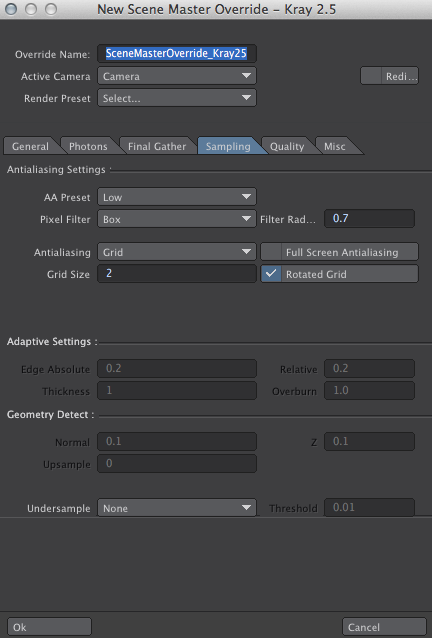 New Scene Master Override – Kray 2.5
Override Name: SceneMasterOverride_Kray25
Active Camera Camera Redi...
Render Preset Select...
General Photons Final Gather Sampling Quality Misc
Antialiasing Settings :
AA Preset Low
Pixel Filter Box Filter Rad... 0.7
Antialiasing Grid Full Screen Antialiasing
Grid Size 2 Rotated Grid
Adaptive Settings :
Edge Absolute 0.2 Relative 0.2
Thickness 1 Overburn 1.0
Geometry Detect :
Normal 0.1 Z 0.1
Upsample 0
Undersample None Threshold 0.01
Ok Cancel